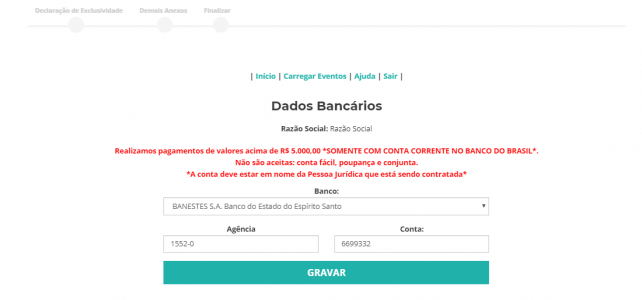 Declaração de Exclusividade Demais Anexos Finalizar
| Início | Carregar Eventos | Ajuda | Sair |
Dados Bancários
Razão Social: Razão Social
Realizamos pagamentos de valores acima de R$ 5.000,00 *SOMENTE COM CONTA CORRENTE NO BANCO DO BRASIL*.
Não são aceitas: conta fácil, poupança e conjunta.
*A conta deve estar em nome da Pessoa Jurídica que está sendo contratada*
Banco:
BANESTES S.A. Banco do Estado do Espírito Santo
Agência Conta:
1552-0 6699332
GRAVAR